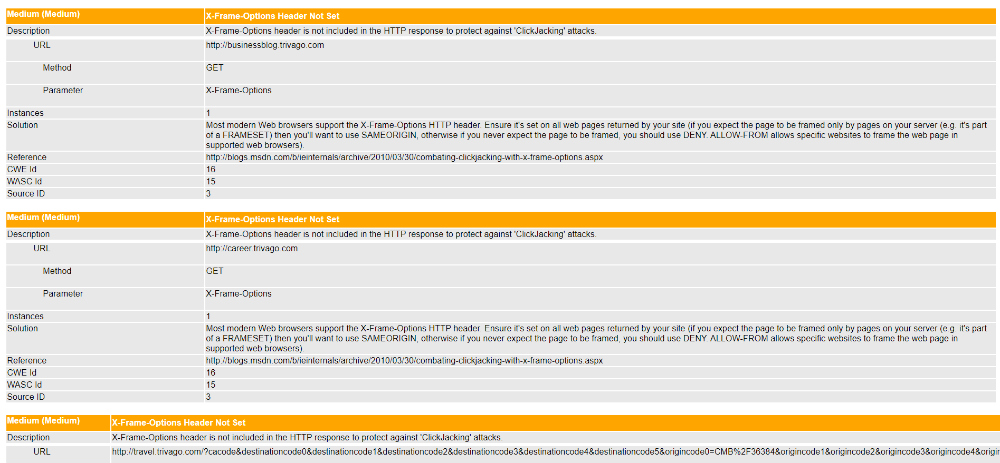 Medium (Medium) X-Frame-Options Header Not Set
Description X-Frame-Options header is not included in the HTTP response to protect against 'ClickJacking' attacks.
URL http://businessblog.trivago.com
Method GET
Parameter X-Frame-Options
Instances 1
Solution Most modern Web browsers support the X-Frame-Options HTTP header. Ensure it's set on all web pages returned by your site (if you expect the page to be framed only by pages on your server (e.g. it's part
of a FRAMESET) then you'll want to use SAMEORIGIN, otherwise if you never expect the page to be framed, you should use DENY. ALLOW-FROM allows specific websites to frame the web page in
supported web browsers).
Reference http://blogs.msdn.com/b/ieinternals/archive/2010/03/30/combating-clickjacking-with-x-frame-options.aspx
CWE Id 16
WASC Id 15
Source ID 3
Medium (Medium) X-Frame-Options Header Not Set
Description X-Frame-Options header is not included in the HTTP response to protect against 'ClickJacking' attacks.
URL http://career.trivago.com
Method GET
Parameter X-Frame-Options
Instances 1
Solution Most modern Web browsers support the X-Frame-Options HTTP header. Ensure it's set on all web pages returned by your site (if you expect the page to be framed only by pages on your server (e.g. it's part
of a FRAMESET) then you'll want to use SAMEORIGIN, otherwise if you never expect the page to be framed, you should use DENY. ALLOW-FROM allows specific websites to frame the web page in
supported web browsers).
Reference http://blogs.msdn.com/b/ieinternals/archive/2010/03/30/combating-clickjacking-with-x-frame-options.aspx
CWE Id 16
WASC Id 15
Source ID 3
Medium (Medium) X-Frame-Options Header Not Set
Description X-Frame-Options header is not included in the HTTP response to protect against 'ClickJacking' attacks.
URL http://travel.trivago.com/?cacode&destinationcode0&destinationcode1&destinationcode2&destinationcode3&destinationcode4&destinationcode5&origincode0=CMB%2F36384&origincode1&origincode2&origincode3&origincode4&origin